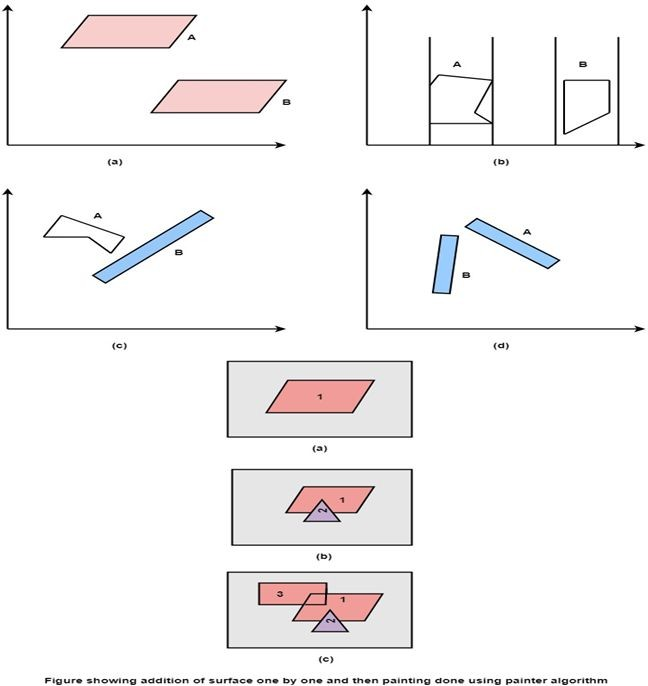 A
B
(a)
A
B
(b)
A
B
(c)
A
B
(d)
1
(a)
1
2
(b)
3
1
2
(c)
Figure showing addition of surface one by one and then painting done using painter algorithm